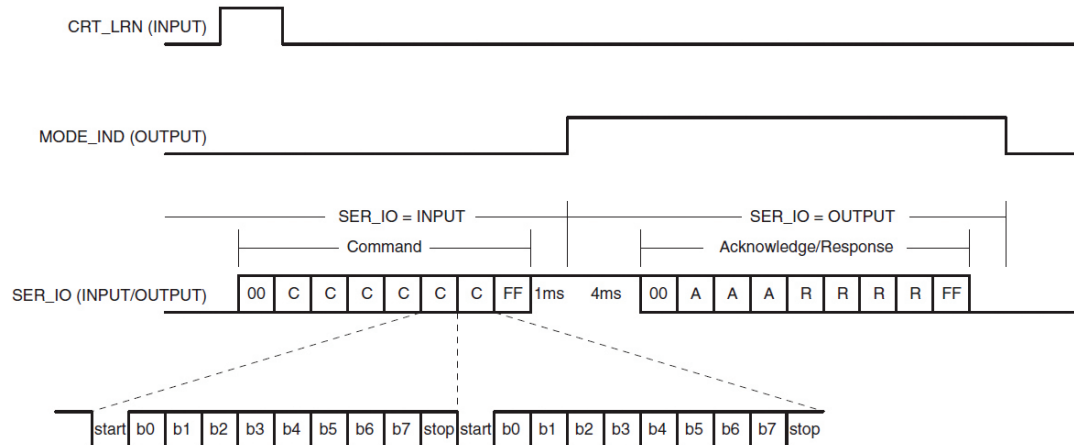 CRT_LRN (INPUT)
MODE_IND (OUTPUT)
SER_IO = INPUT SER_IO = OUTPUT
Command Acknowledge/Response
SER_IO (INPUT/OUTPUT) 00 C C C C C C FF 1ms 4ms 00 A A A R R R R FF
start b0 b1 b2 b3 b4 b5 b6 b7 stop start b0 b1 b2 b3 b4 b5 b6 b7 stop